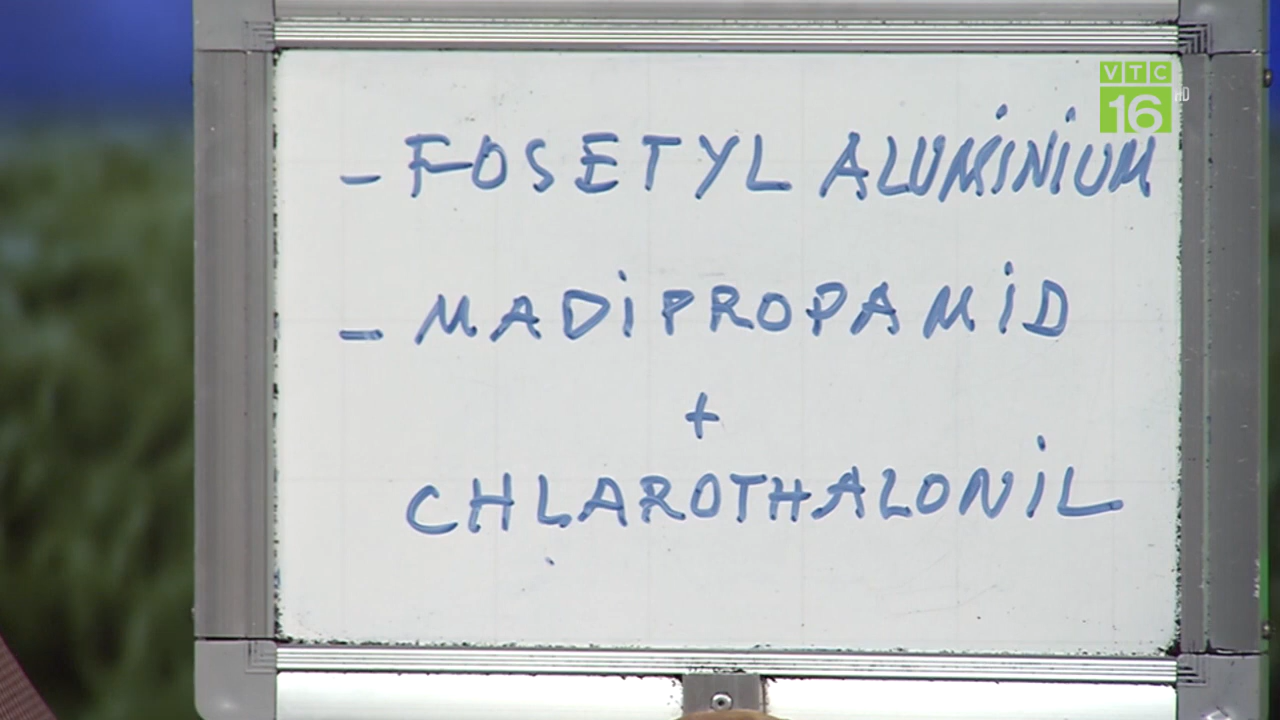 VTC
16 HD
- FOSETYL ALUMINIUM
- MADIPROPAMID
+
CHLAROTHALONIL